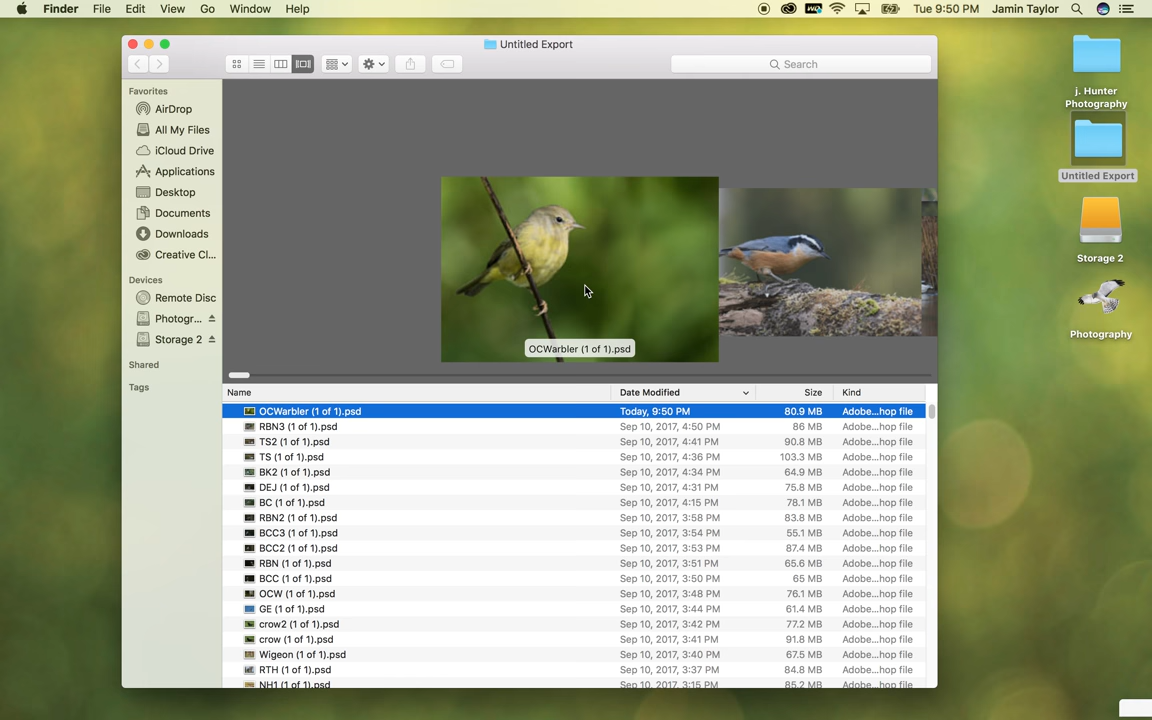 Finder File Edit View Go Window Help Tue 9:50 PM Jamin Taylor
Untitled Export
Search
Favorites
AirDrop
All My Files
iCloud Drive
Applications
Desktop
Documents
Downloads
Creative Cl...
Devices
Remote Disc
Photogr...
Storage 2
Shared
Tags
OCWarbler (1 of 1).psd
Name Date Modified Size Kind
OCWarbler (1 of 1).psd Today, 9:50 PM 80.9 MB Adobe...hop file
RBN3 (1 of 1).psd Sep 10, 2017, 4:50 PM 86 MB Adobe...hop file
TS2 (1 of 1).psd Sep 10, 2017, 4:41 PM 90.8 MB Adobe...hop file
TS (1 of 1).psd Sep 10, 2017, 4:36 PM 103.3 MB Adobe...hop file
BK2 (1 of 1).psd Sep 10, 2017, 4:34 PM 64.9 MB Adobe...hop file
DEJ (1 of 1).psd Sep 10, 2017, 4:31 PM 75.8 MB Adobe...hop file
BC (1 of 1).psd Sep 10, 2017, 4:15 PM 78.1 MB Adobe...hop file
RBN2 (1 of 1).psd Sep 10, 2017, 3:58 PM 83.8 MB Adobe...hop file
BCC3 (1 of 1).psd Sep 10, 2017, 3:54 PM 55.1 MB Adobe...hop file
BCC2 (1 of 1).psd Sep 10, 2017, 3:53 PM 87.4 MB Adobe...hop file
RBN (1 of 1).psd Sep 10, 2017, 3:51 PM 65.6 MB Adobe...hop file
BCC (1 of 1).psd Sep 10, 2017, 3:50 PM 65 MB Adobe...hop file
OCW (1 of 1).psd Sep 10, 2017, 3:48 PM 76.1 MB Adobe...hop file
GE (1 of 1).psd Sep 10, 2017, 3:44 PM 61.4 MB Adobe...hop file
crow2 (1 of 1).psd Sep 10, 2017, 3:42 PM 77.2 MB Adobe...hop file
crow (1 of 1).psd Sep 10, 2017, 3:41 PM 91.8 MB Adobe...hop file
Wigeon (1 of 1).psd Sep 10, 2017, 3:40 PM 67.5 MB Adobe...hop file
RTH (1 of 1).psd Sep 10, 2017, 3:37 PM 84.8 MB Adobe...hop file
NH1 (1 of 1).psd Sep 10, 2017, 3:15 PM 85.2 MB Adobe...hop file
j. Hunter
Photography
Untitled Export
Storage 2
Photography